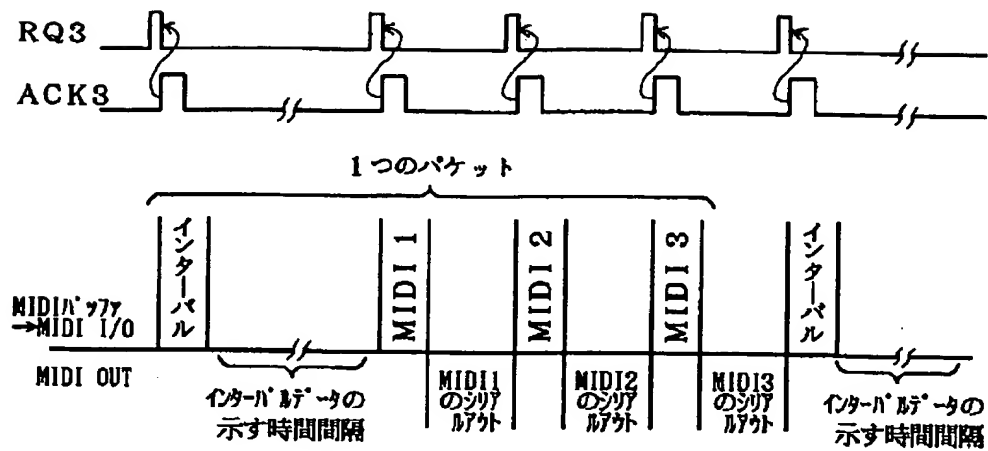 RQ3
ACK3
1つのパケット
インターバル
MIDI 1
MIDI 2
MIDI 3
インターバル
MIDIバッファ
→MIDI I/O
MIDI OUT
インターバルデータの
示す時間間隔
MIDI1
のシリア
ルアウト
MIDI2
のシリア
ルアウト
MIDI3
のシリア
ルアウト
インターバルデータの
示す時間間隔